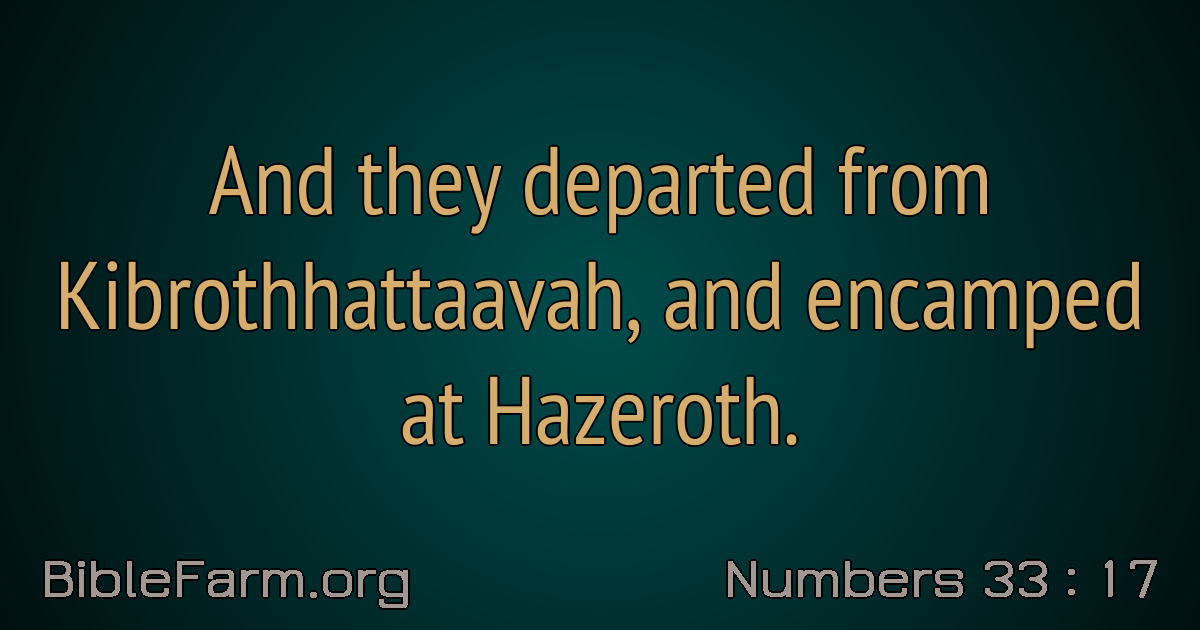 And they departed from
Kibrothhattaavah, and encamped
at Hazeroth.
BibleFarm.org
Numbers 33 : 17